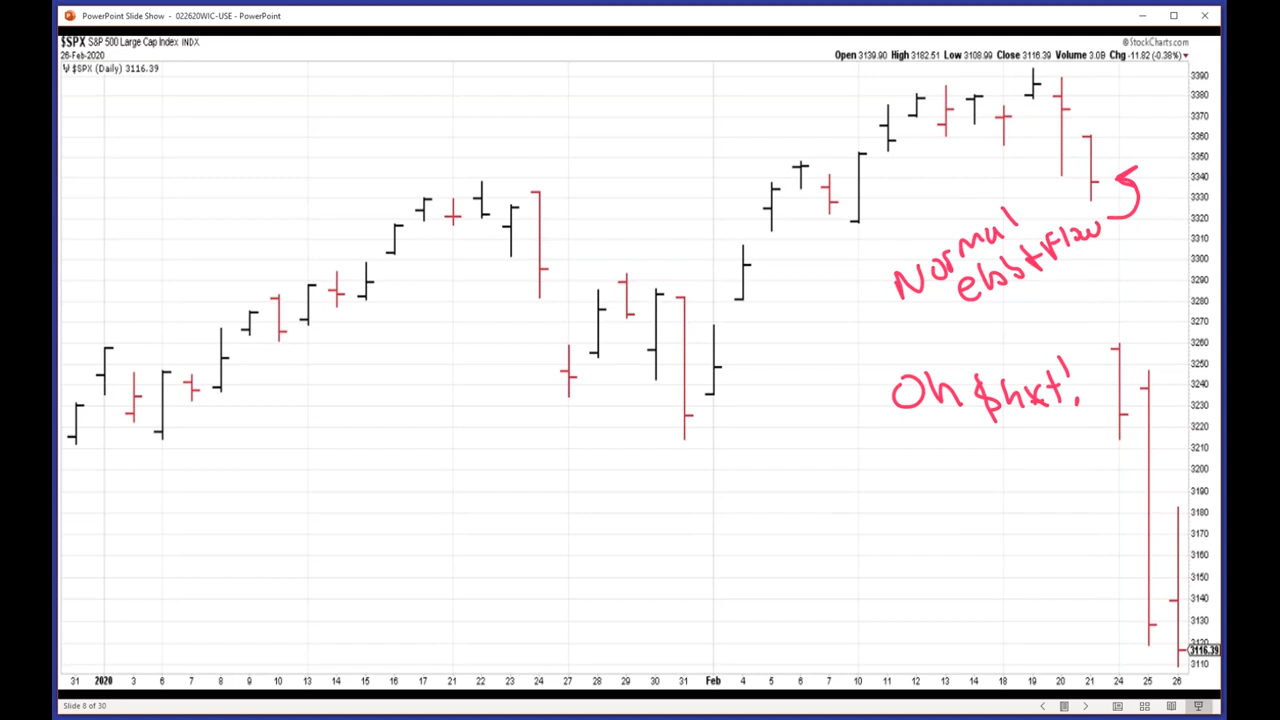 PowerPoint Slide Show - 022620WIC-USE - PowerPoint
$SPX S&P 500 Large Cap Index INDX
© StockCharts.com
26-Feb-2020
Open 3139.90 High 3182.51 Low 3108.99 Close 3116.39 Volume 3.0B Chg -11.82 (-0.38%)
$SPX (Daily) 3116.39
3390
3380
3370
3360
3350
3340
3330
3320
3310
3300
3290
3280
3270
3260
3250
3240
3230
3220
3210
3200
3190
3180
3170
3160
3150
3140
3130
3120
3116.39
3110
Normal
ebb+flow
Oh $hxt!
31 2020 3 6 7 8 9 10 13 14 15 16 17 21 22 23 24 27 28 29 30 31 Feb 4 5 6 7 10 11 12 13 14 18 19 20 21 24 25 26
Slide 8 of 30